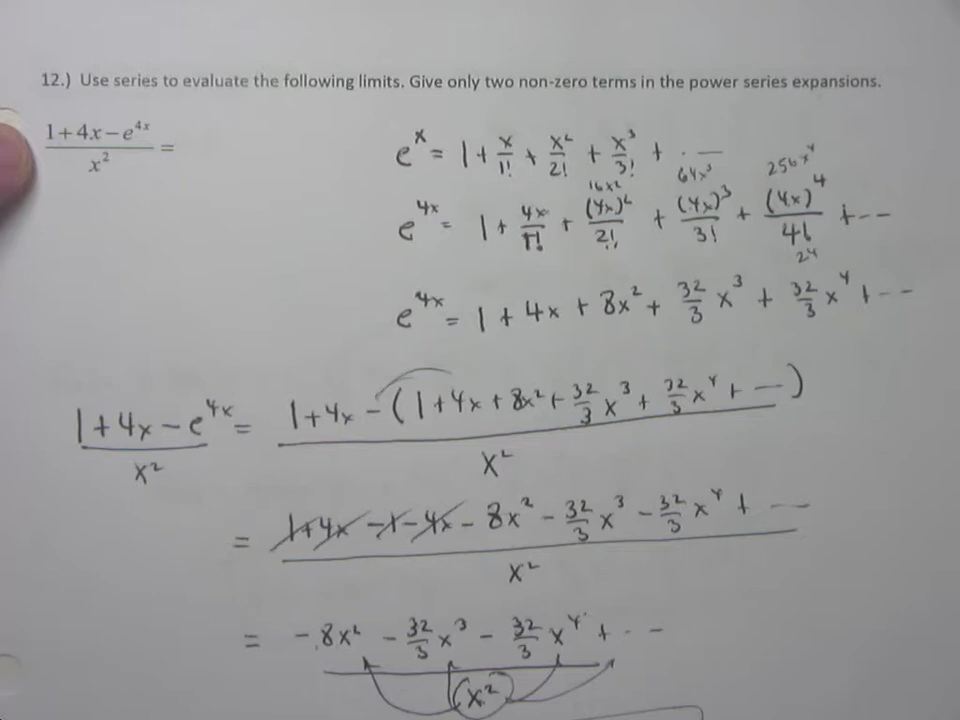 12.) Use series to evaluate the following limits. Give only two non-zero terms in the power series expansions.
(1+4x−e^{4x})/x² =
e^x = 1 + x/1! + x²/2! + x³/3! + · —
16x² 64x³ 256x⁴
e^{4x} = 1 + 4x/1! + (4x)²/2! + (4x)³/3! + (4x)⁴/4! + --
24
e^{4x} = 1 + 4x + 8x² + 32/3 x³ + 32/3 x⁴ + --
(1+4x−e^{4x})/x² = (1+4x −(1+4x + 8x² + 32/3 x³ + 32/3 x⁴ + --))/x²
= (1+4x −1−4x − 8x² − 32/3 x³ − 32/3 x⁴ + --)/x²
= (−8x² − 32/3 x³ − 32/3 x⁴ + · --)/(x²)